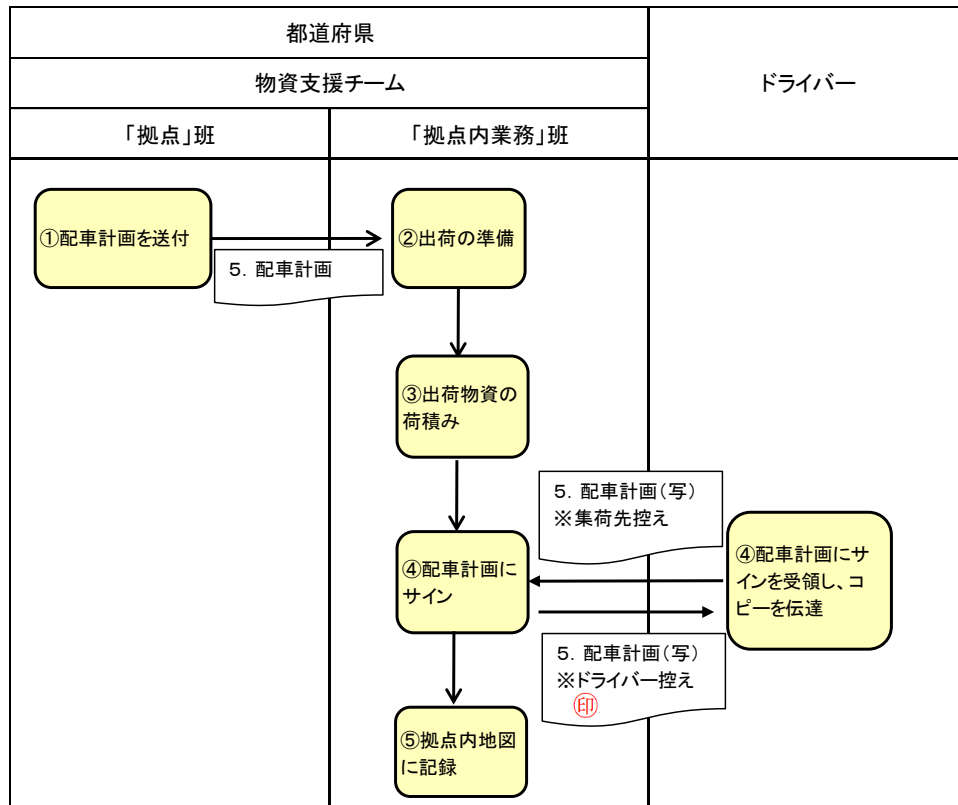 都道府県
物資支援チーム
ドライバー
「拠点」班
「拠点内業務」班
①配車計画を送付
5．配車計画
②出荷の準備
③出荷物資の
荷積み
5．配車計画(写)
※集荷先控え
④配車計画に
サイン
④配車計画にサ
インを受領し、コ
ピーを伝達
5．配車計画(写)
※ドライバー控え
㊞
⑤拠点内地図
に記録